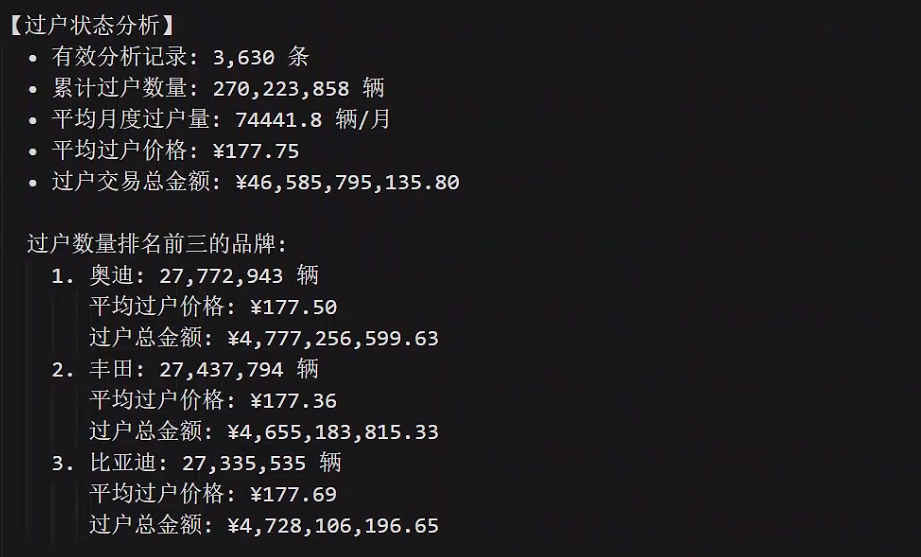 【过户状态分析】
• 有效分析记录: 3,630 条
• 累计过户数量: 270,223,858 辆
• 平均月度过户量: 74441.8 辆/月
• 平均过户价格: ¥177.75
• 过户交易总金额: ¥46,585,795,135.80
过户数量排名前三的品牌:
1. 奥迪: 27,772,943 辆
平均过户价格: ¥177.50
过户总金额: ¥4,777,256,599.63
2. 丰田: 27,437,794 辆
平均过户价格: ¥177.36
过户总金额: ¥4,655,183,815.33
3. 比亚迪: 27,335,535 辆
平均过户价格: ¥177.69
过户总金额: ¥4,728,106,196.65